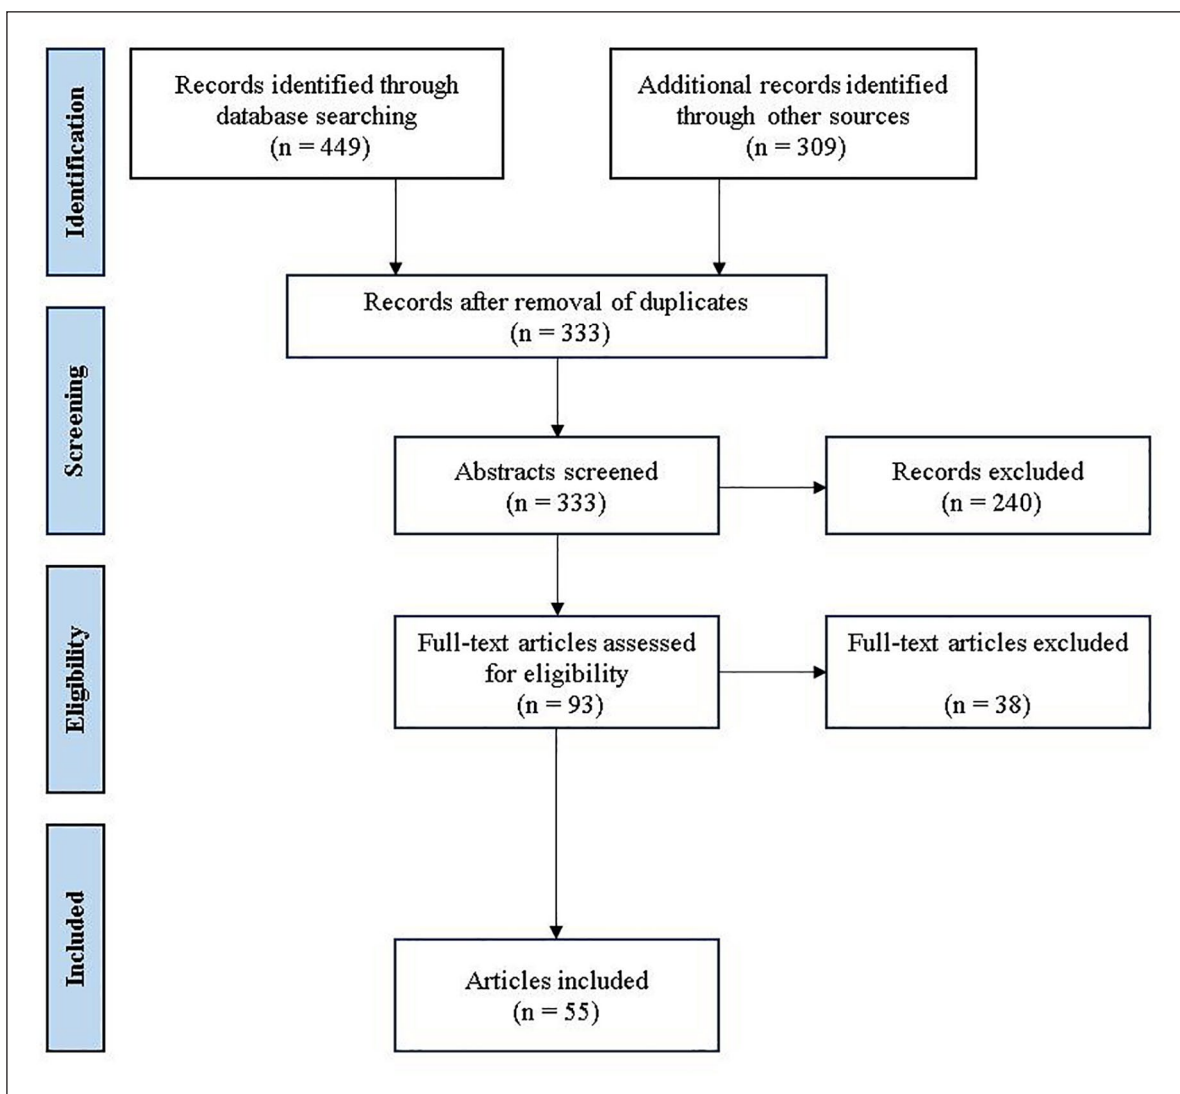 Identification
Records identified through
database searching
(n = 449)
Additional records identified
through other sources
(n = 309)
Records after removal of duplicates
(n = 333)
Screening
Abstracts screened
(n = 333)
Records excluded
(n = 240)
Eligibility
Full-text articles assessed
for eligibility
(n = 93)
Full-text articles excluded
(n = 38)
Included
Articles included
(n = 55)